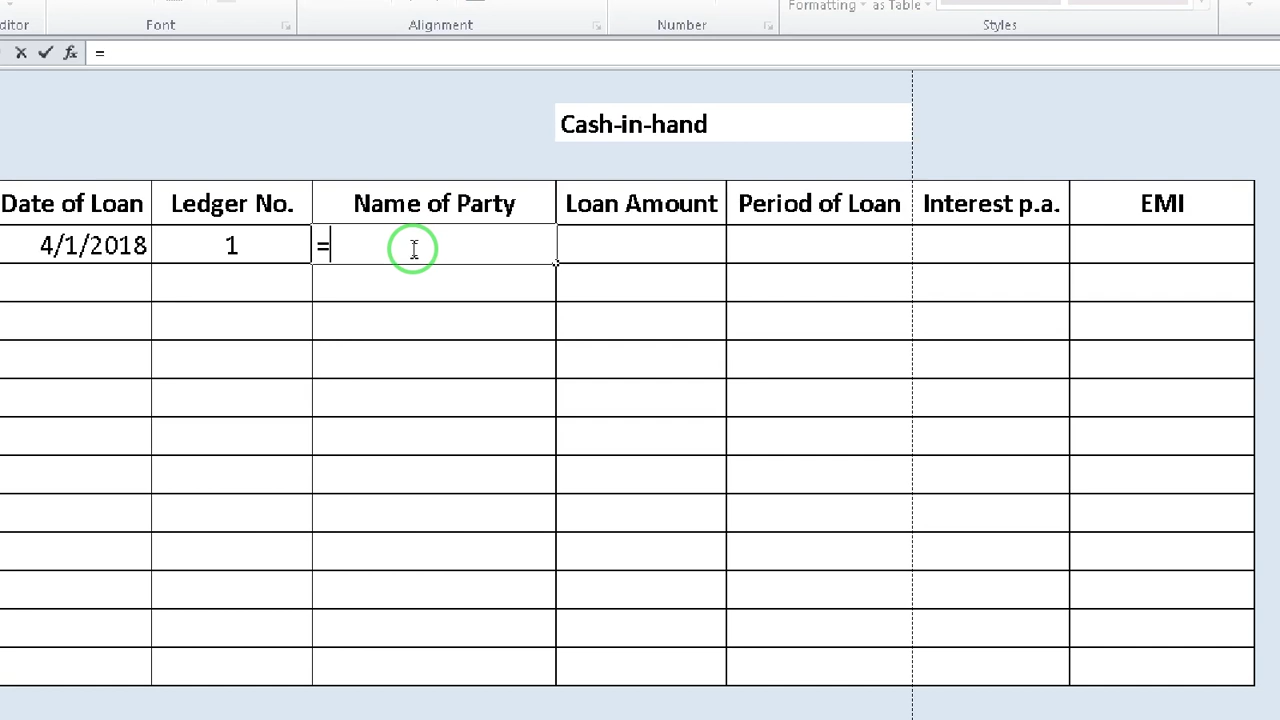 Formatting as Table
ditor Font Alignment Number Styles
fx =
Cash-in-hand
Date of Loan Ledger No. Name of Party Loan Amount Period of Loan Interest p.a. EMI
4/1/2018 1 =